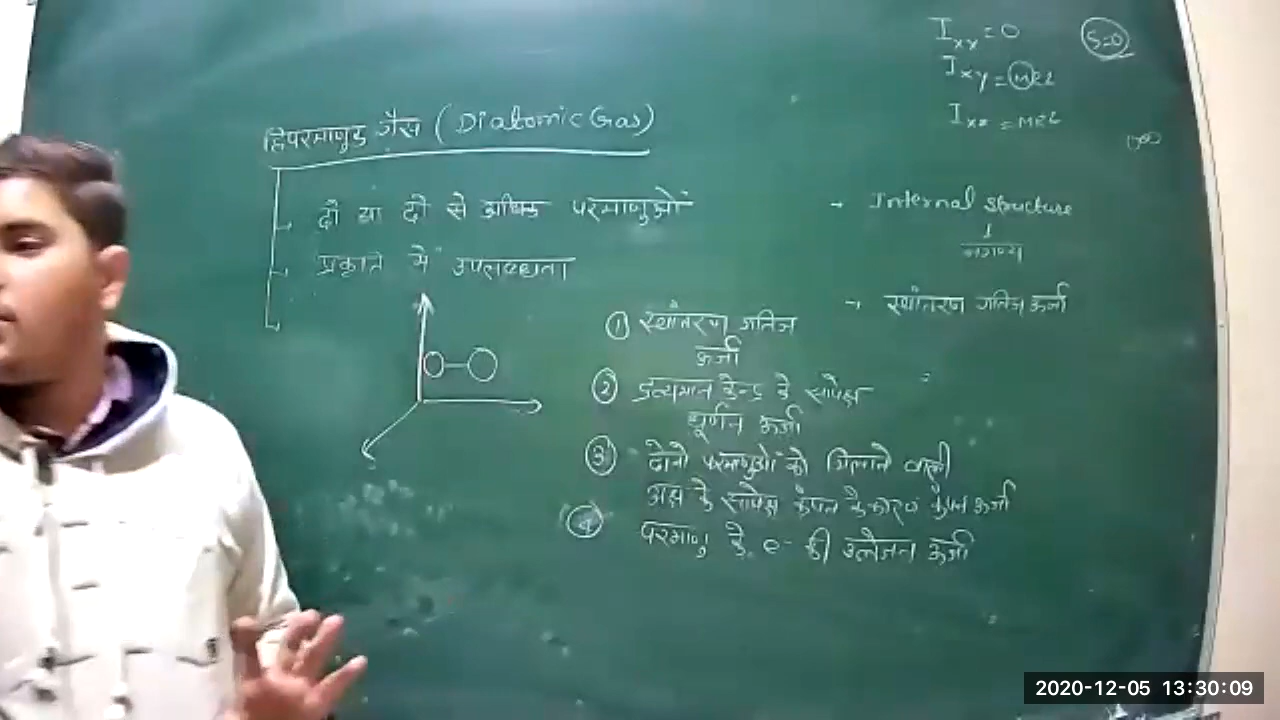 द्विपरमाणुक गैस (Diatomic Gas)
दो या दो से अधिक परमाणुओं
प्रकृति में उपलब्धता
① स्थांतरण गतिज
ऊर्जा
② द्रव्यमान केन्द्र के सापेक्ष
घूर्णन ऊर्जा
③ दोनों परमाणुओं को मिलाने वाली
अक्ष के सापेक्ष कंपन के कारण कंपन ऊर्जा
④ परमाणु के e- की उत्तेजन ऊर्जा
Ixx = 0
S=0
Ixy =
Ixz =
→ Internal structure
↓
नगण्य
→ स्थांतरण गतिज ऊर्जा
2020-12-05 13:30:09